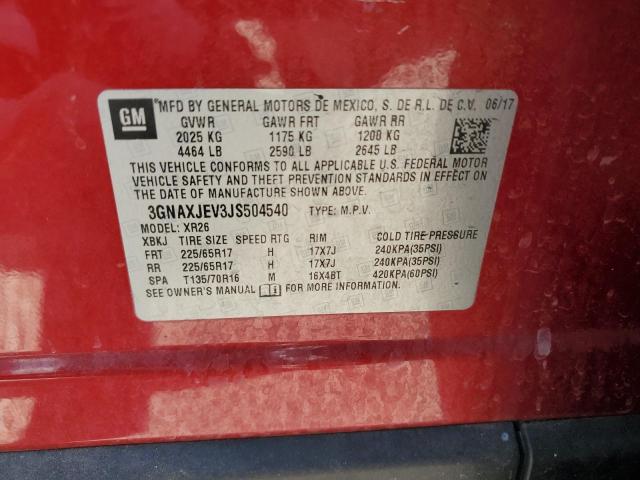 GM MFD BY GENERAL MOTORS DE MEXICO, S. DE R.L. DE C.V. 06/17
GVWR GAWR FRT GAWR RR
2025 KG 1175 KG 1200 KG
4464 LB 2590 LB 2645 LB
THIS VEHICLE CONFORMS TO ALL APPLICABLE U.S. FEDERAL MOTOR
VEHICLE SAFETY AND THEFT PREVENTION STANDARDS IN EFFECT ON
THE DATE OF MANUFACTURE SHOWN ABOVE.
3GNAXJEV3JS504540 TYPE: M.P.V.
MODEL: XR26
XBKJ TIRE SIZE SPEED RTG RIM COLD TIRE PRESSURE
FRT 225/65R17 H 17X7J 240KPA(35PSI)
RR 225/65R17 H 17X7J 240KPA(35PSI)
SPA T135/70R16 M 16X4BT 420KPA(60PSI)
SEE OWNER'S MANUAL FOR MORE INFORMATION.